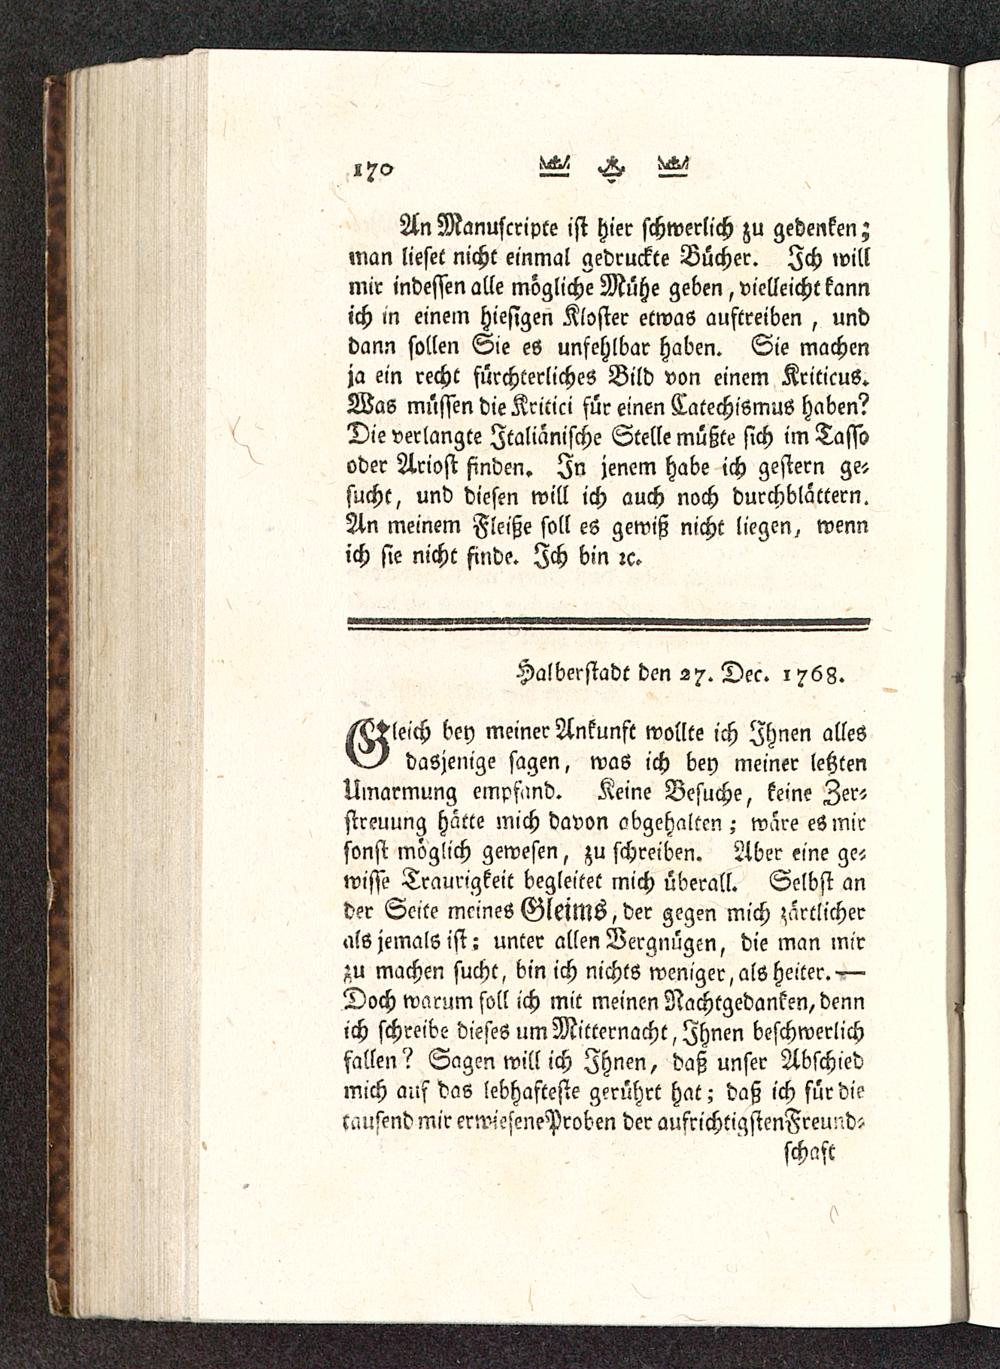 170
An Manuscripte ist hier schwerlich zu gedenken;
man lieset nicht einmal gedruckte Bücher. Ich will
mir indessen alle mögliche Mühe geben, vielleicht kann
ich in einem hiesigen Kloster etwas auftreiben, und
dann sollen Sie es unfehlbar haben. Sie machen
ja ein recht fürchterliches Bild von einem Kriticus.
Was müssen die Kritici für einen Catechismus haben?
Die verlangte Italiänische Stelle müßte sich im Tasso
oder Ariost finden. In jenem habe ich gestern ge-
sucht, und diesen will ich auch noch durchblättern.
An meinem Fleiße soll es gewiß nicht liegen, wenn
ich sie nicht finde. Ich bin ꝛc.
Halberstadt den 27. Dec. 1768.
Gleich bey meiner Ankunft wollte ich Ihnen alles
dasjenige sagen, was ich bey meiner letzten
Umarmung empfand. Keine Besuche, keine Zer-
streuung hätte mich davon abgehalten; wäre es mir
sonst möglich gewesen, zu schreiben. Aber eine ge-
wisse Traurigkeit begleitet mich überall. Selbst an
der Seite meines Gleims, der gegen mich zärtlicher
als jemals ist; unter allen Vergnügen, die man mir
zu machen sucht, bin ich nichts weniger, als heiter. —
Doch warum soll ich mit meinen Nachtgedanken, denn
ich schreibe dieses um Mitternacht, Ihnen beschwerlich
fallen? Sagen will ich Ihnen, daß unser Abschied
mich auf das lebhafteste gerührt hat; daß ich für die
tausend mir erwiesene Proben der aufrichtigsten Freund-
schaft